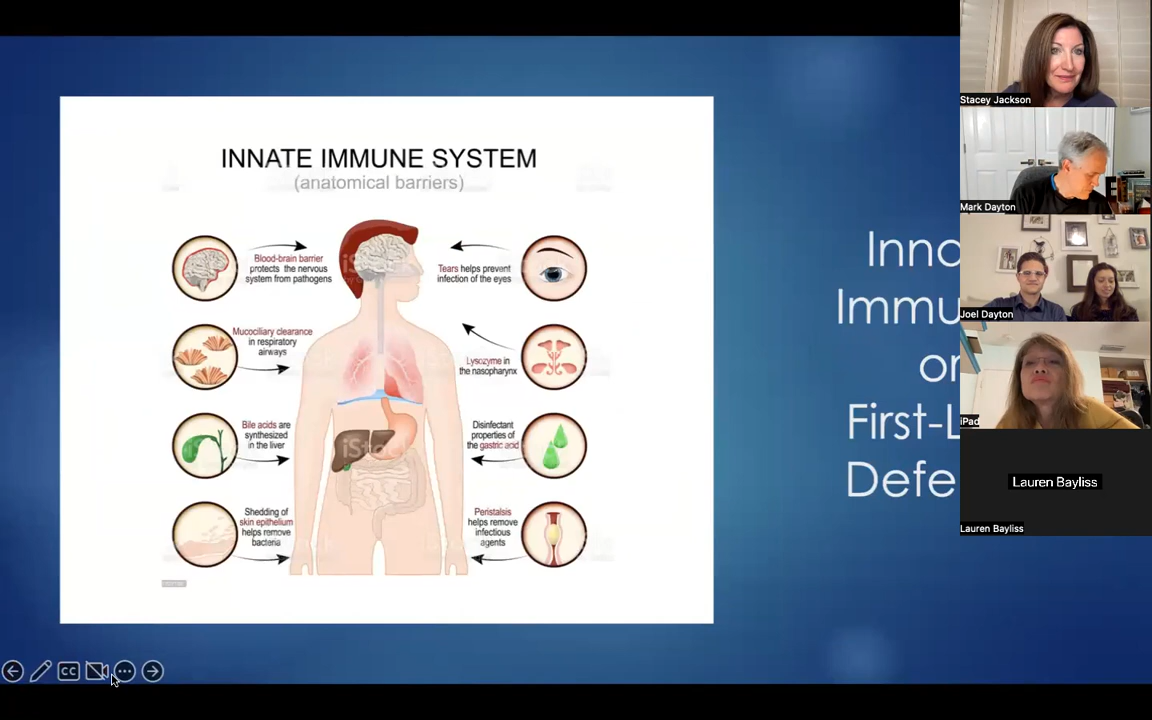 INNATE IMMUNE SYSTEM
(anatomical barriers)
Blood-brain barrier
protects the nervous
system from pathogens
Tears helps prevent
infection of the eyes
Mucociliary clearance
in respiratory
airways
Lysozyme in
the nasopharynx
Bile acids are
synthesized
in the liver
Disinfectant
properties of
the gastric acid
Shedding of
skin epithelium
helps remove
bacteria
Peristalsis
helps remove
infectious
agents
iStock
Inna
Immu
or
First-L
Defe
Stacey Jackson
Mark Dayton
Joel Dayton
iPad
Lauren Bayliss
Lauren Bayliss
CC